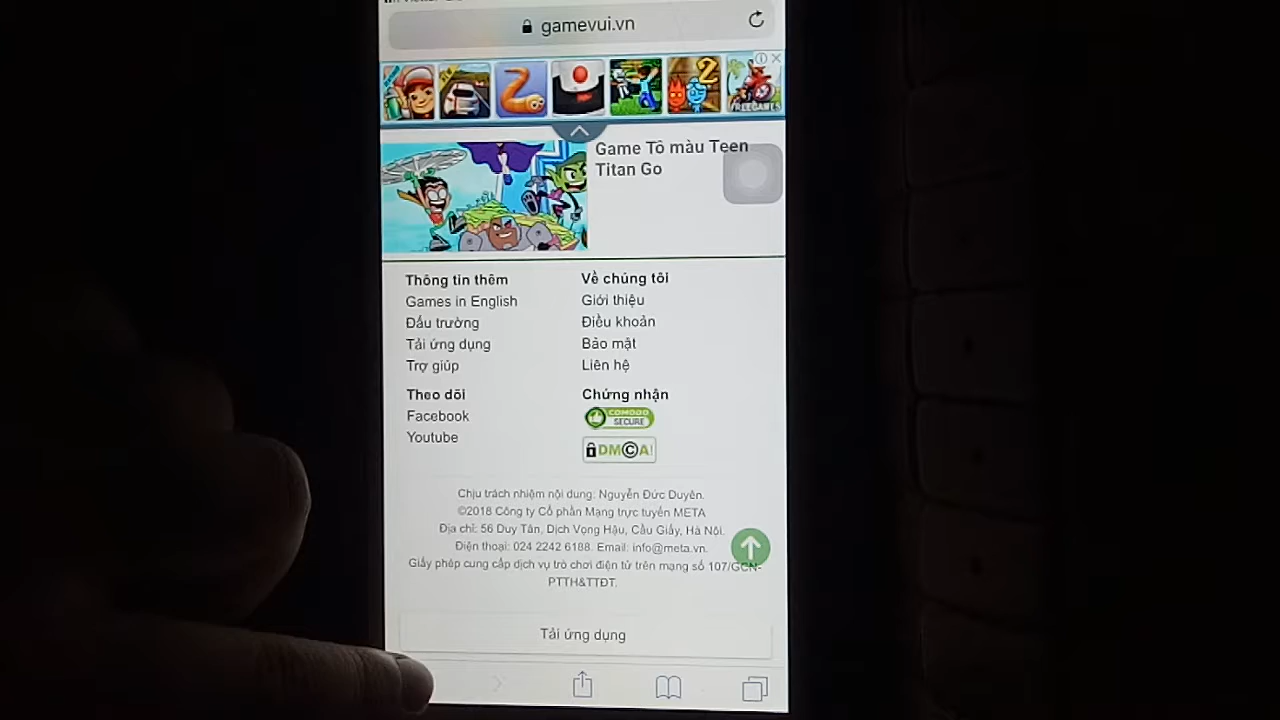 gamevui.vn
2
FREEGAMES
Game Tô màu Teen
Titan Go
Thông tin thêm
Games in English
Đấu trường
Tải ứng dụng
Trợ giúp
Về chúng tôi
Giới thiệu
Điều khoản
Bảo mật
Liên hệ
Theo dõi
Facebook
Youtube
Chứng nhận
COMODO
SECURE
DMCA!
Chịu trách nhiệm nội dung: Nguyễn Đức Duyên.
©2018 Công ty Cổ phần Mạng trực tuyến META
Địa chỉ: 56 Duy Tân, Dịch Vọng Hậu, Cầu Giấy, Hà Nội.
Điện thoại: 024 2242 6188. Email: info@meta.vn.
Giấy phép cung cấp dịch vụ trò chơi điện tử trên mạng số 107/GCN-
PTTH&TTĐT.
Tải ứng dụng